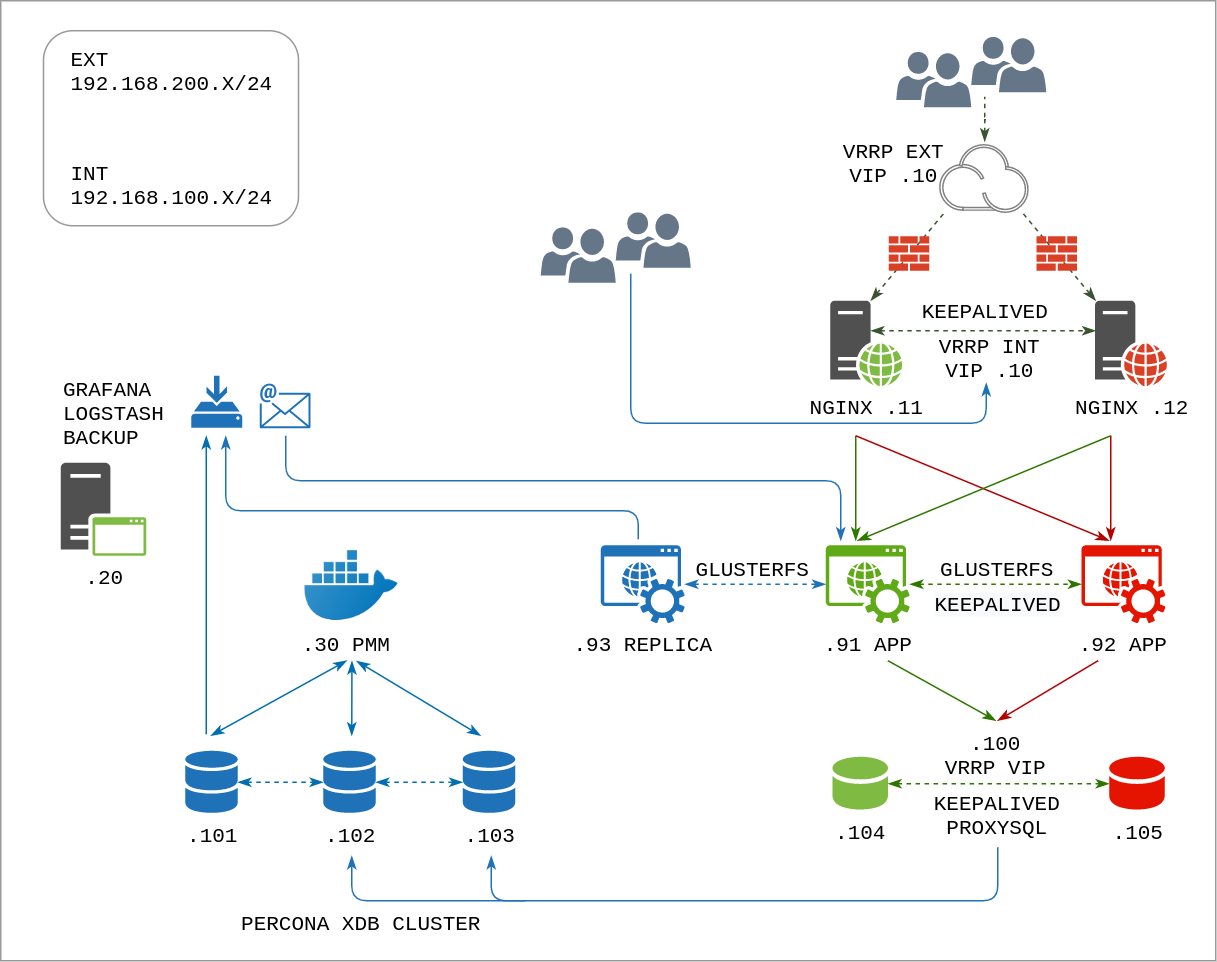 EXT
192.168.200.X/24
INT
192.168.100.X/24
VRRP EXT
VIP .10
KEEPALIVED
VRRP INT
VIP .10
NGINX .11
NGINX .12
GRAFANA
LOGSTASH
BACKUP
@
.20
.30 PMM
GLUSTERFS
GLUSTERFS
KEEPALIVED
.93 REPLICA
.91 APP
.92 APP
.100
VRRP VIP
KEEPALIVED
PROXYSQL
.101
.102
.103
.104
.105
PERCONA XDB CLUSTER